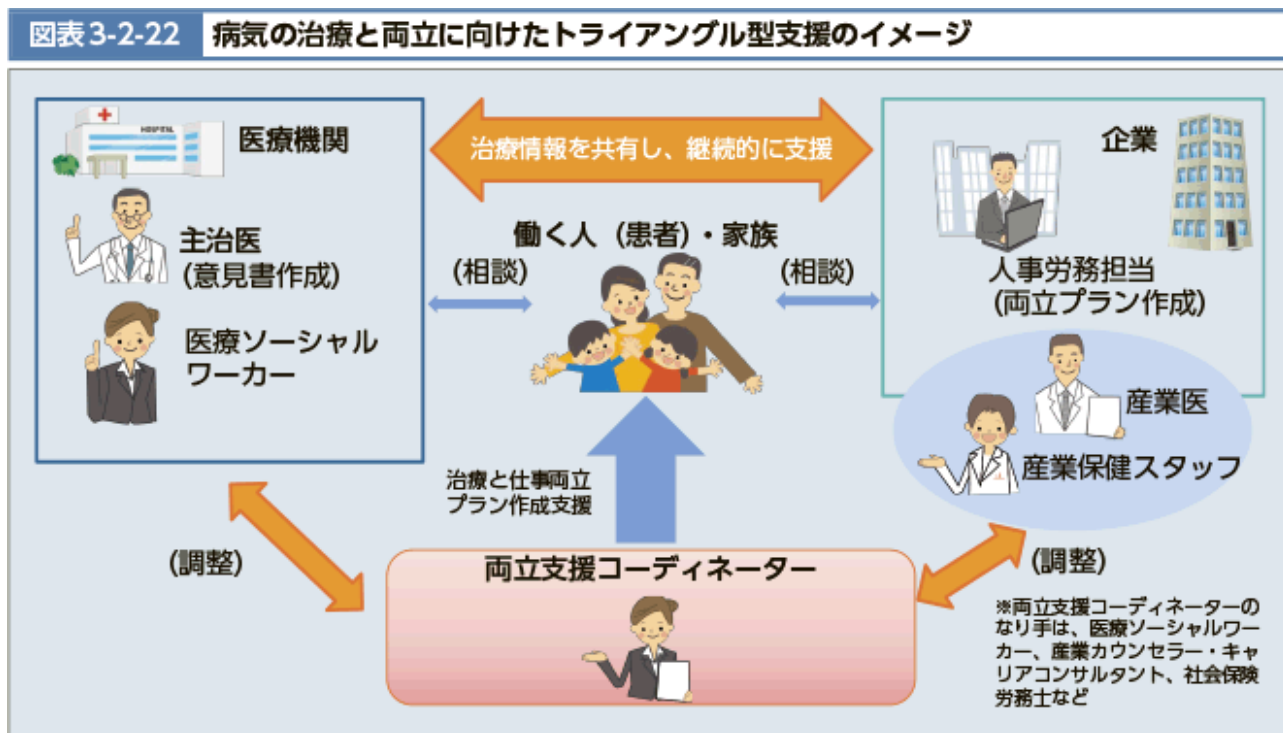 図表3-2-22 病気の治療と両立に向けたトライアングル型支援のイメージ
医療機関
HOSPITAL
主治医
(意見書作成)
医療ソーシャル
ワーカー
治療情報を共有し、継続的に支援
働く人（患者）・家族
(相談)
(相談)
企業
人事労務担当
(両立プラン作成)
産業医
産業保健スタッフ
治療と仕事両立
プラン作成支援
(調整)
両立支援コーディネーター
(調整)
※両立支援コーディネーターの
なり手は、医療ソーシャルワー
カー、産業カウンセラー・キャ
リアコンサルタント、社会保険
労務士など